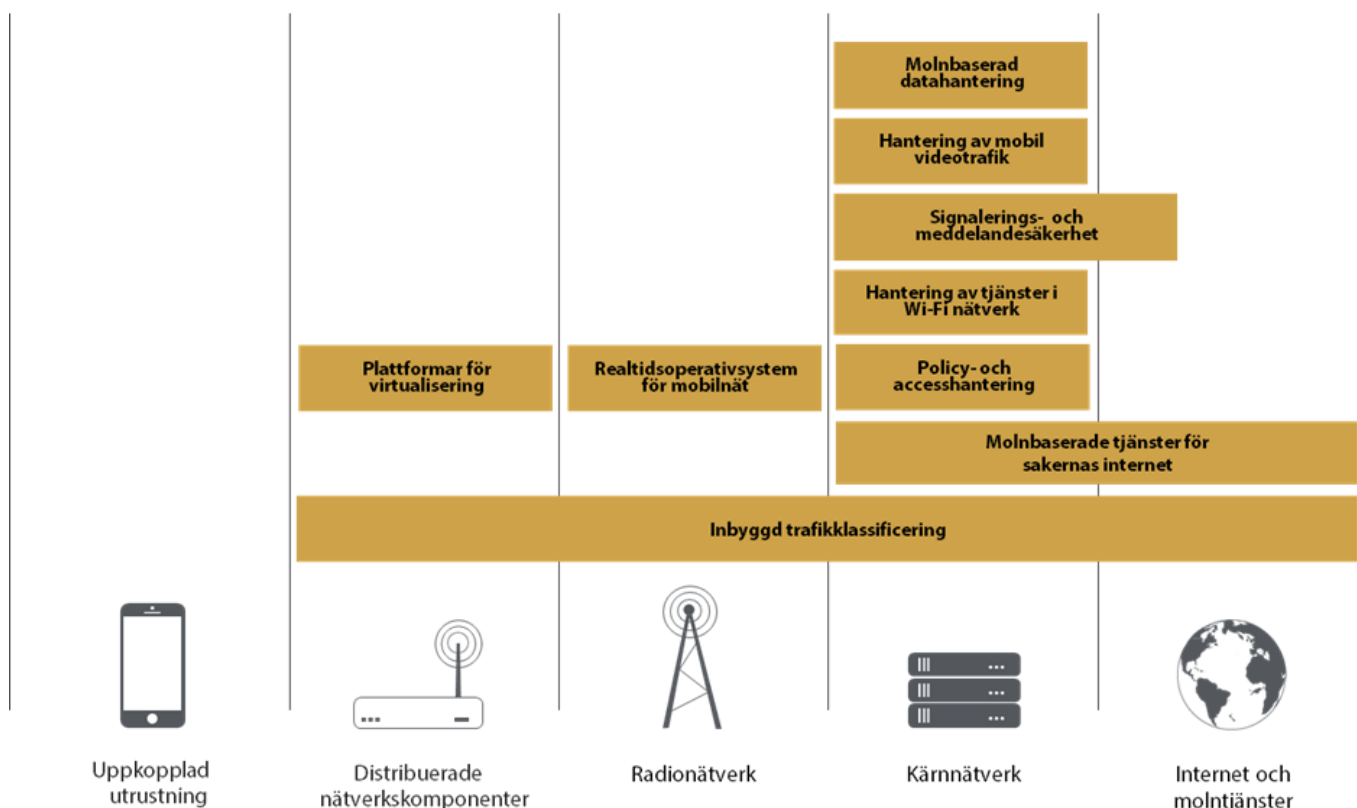 Molnbaserad
datahantering
Hantering av mobil
videotrafik
Signalerings- och
meddelandesäkerhet
Hantering av tjänster i
Wi-Fi nätverk
Plattformar för
virtualisering
Realtidsoperativsystem
för mobilnät
Policy- och
accesshantering
Molnbaserade tjänster för
sakernas internet
Inbyggd trafikklassificering
Uppkopplad
utrustning
Distribuerade
nätverkskomponenter
Radionätverk
Kärnnätverk
Internet och
molntjänster